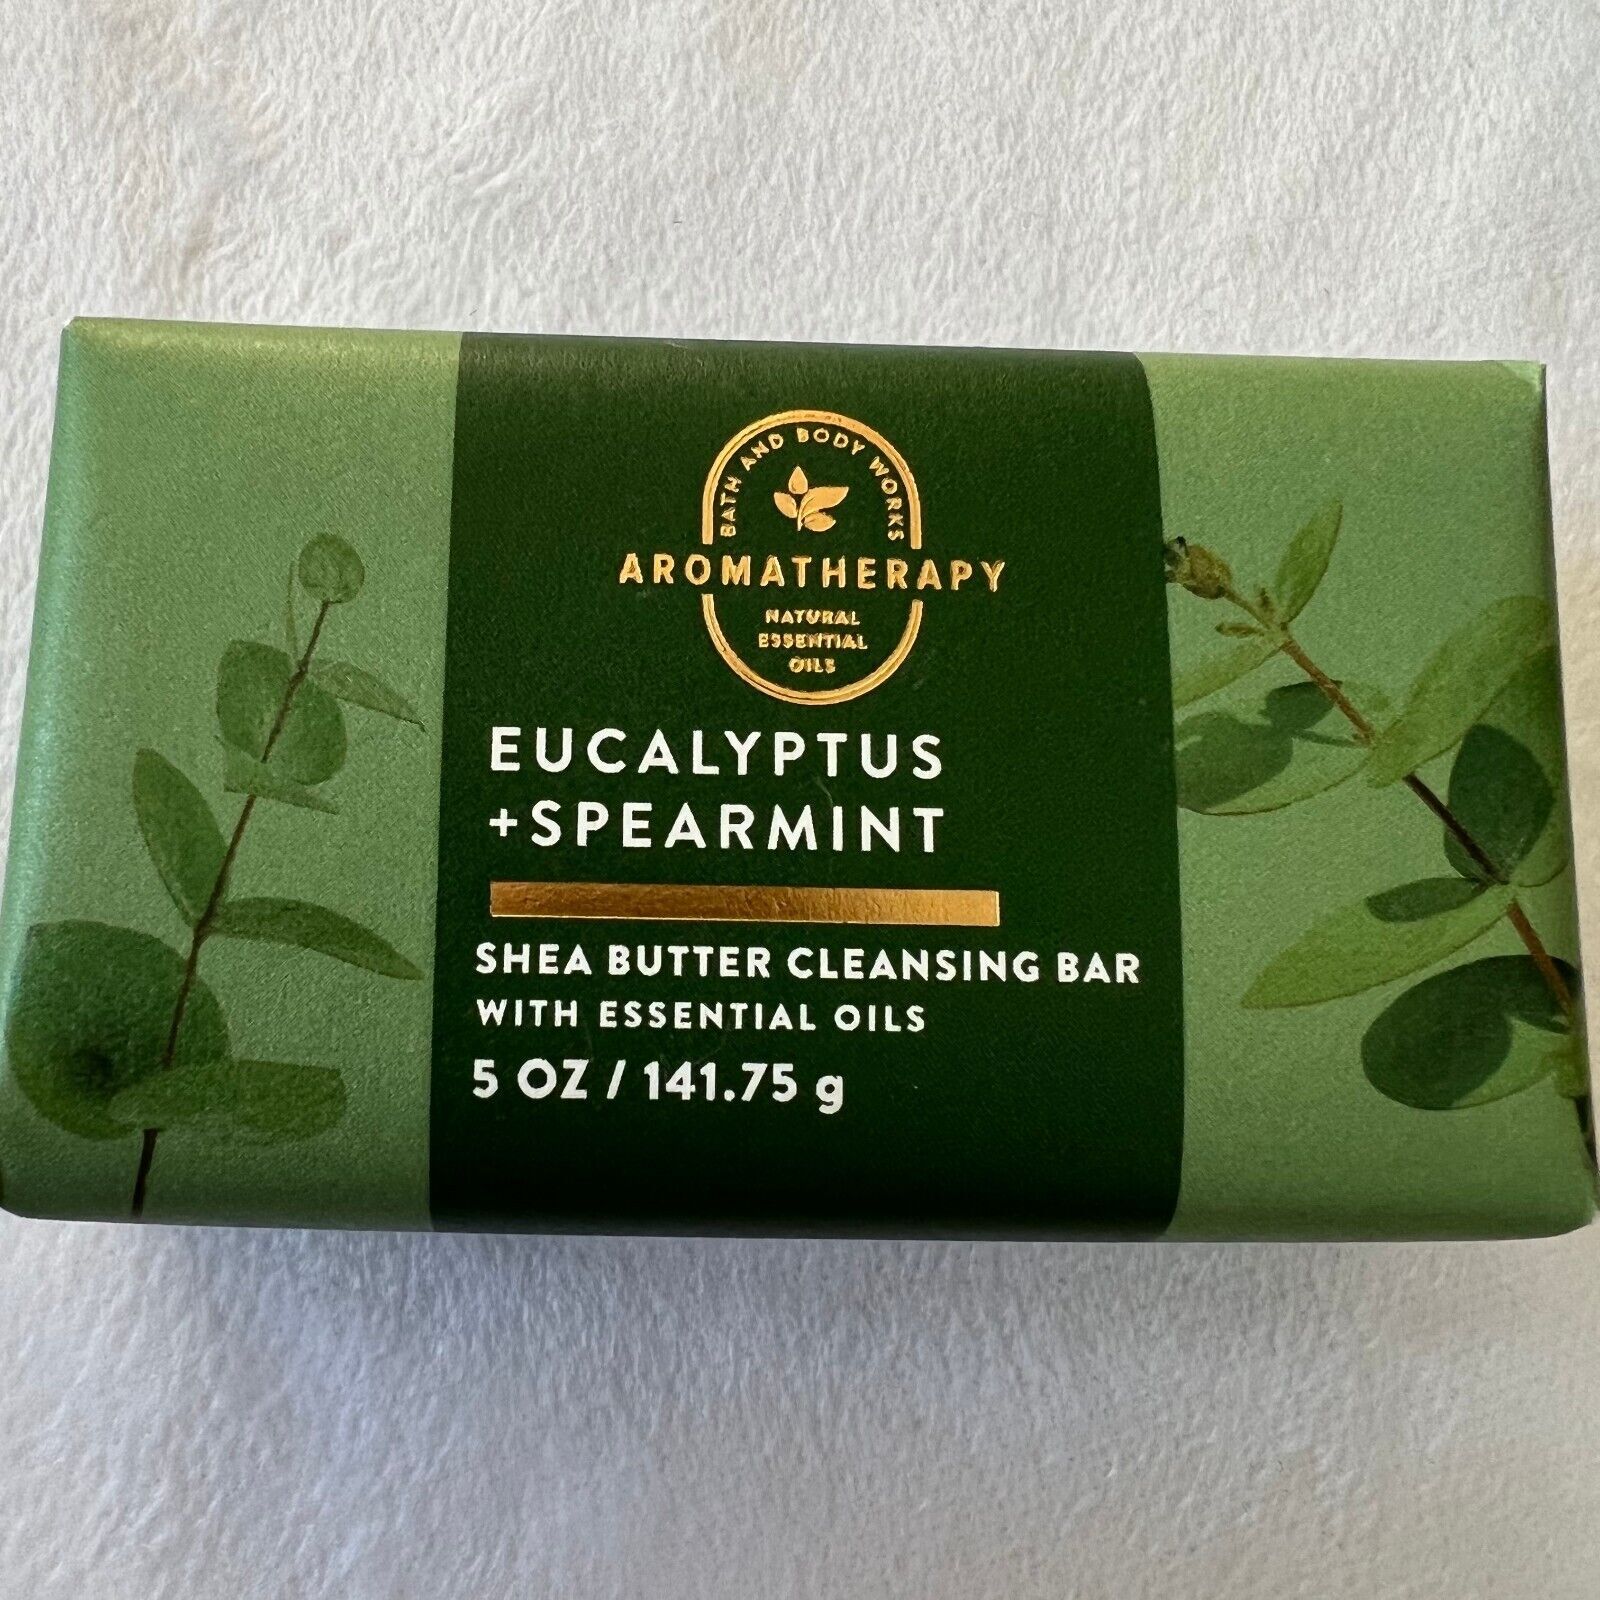 BATH AND BODY WORKS
AROMATHERAPY
NATURAL
ESSENTIAL
OILS
EUCALYPTUS
+SPEARMINT
SHEA BUTTER CLEANSING BAR
WITH ESSENTIAL OILS
5 OZ / 141.75 g